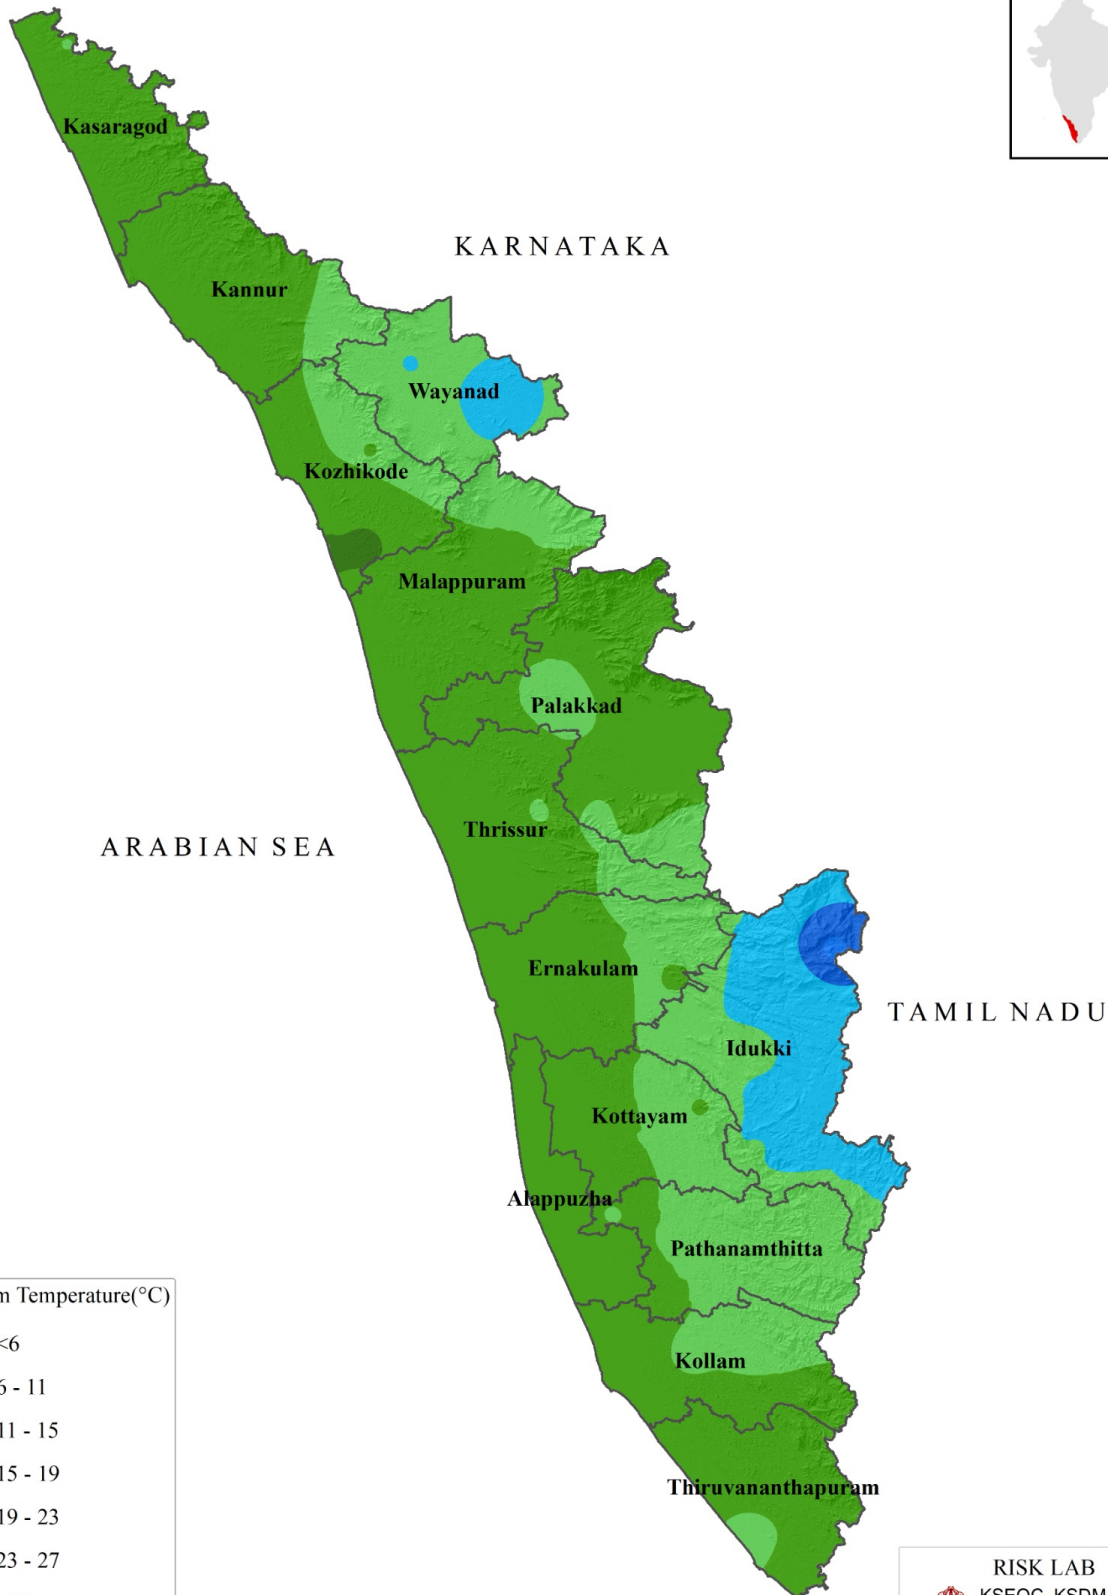 KARNATAKA
Kasaragod
Kannur
Wayanad
Kozhikode
Malappuram
Palakkad
Thrissur
ARABIAN SEA
Ernakulam
TAMIL NADU
Idukki
Kottayam
Alappuzha
Pathanamthitta
Kollam
Thiruvananthapuram
Temperature(°C)
<6
6 - 11
11 - 15
15 - 19
19 - 23
23 - 27
RISK LAB